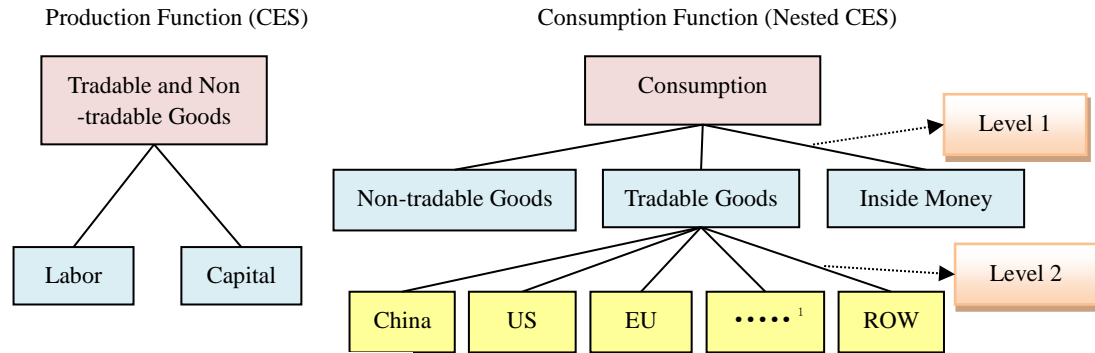 Production Function (CES)
Consumption Function (Nested CES)
Tradable and Non
-tradable Goods
Labor
Capital
Consumption
Level 1
Non-tradable Goods
Tradable Goods
Inside Money
Level 2
China
US
EU
••••• 1
ROW